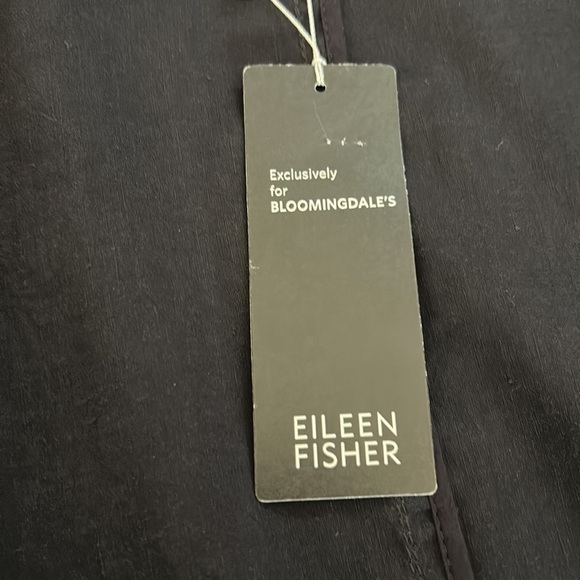 Exclusively
for
BLOOMINGDALE'S
EILEEN
FISHER